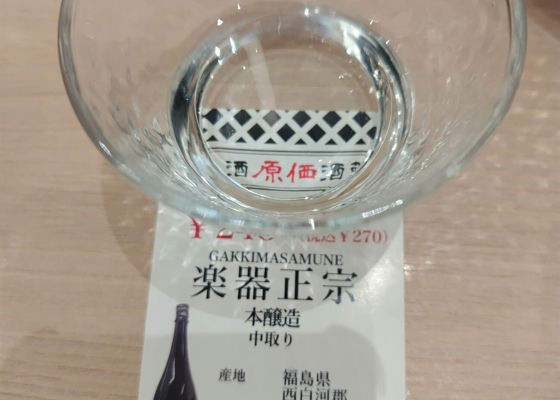 酒原価酒
(税込¥270)
GAKKIMASAMUNE
楽器正宗
本醸造
中取り
産地 福島県
西白河郡